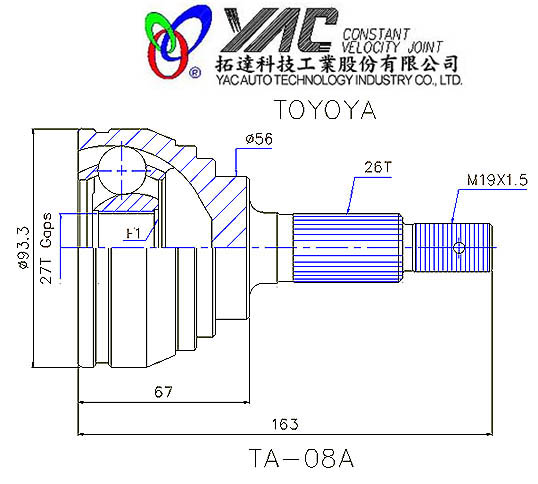 YAC CONSTANT
VELOCITY JOINT
®
拓達科技工業股份有限公司
YAC AUTO TECHNOLOGY INDUSTRY CO., LTD.
TOYOYA
ø56
26T
M19X1.5
ø93.3
27T Gaps
67
163
TA-08A